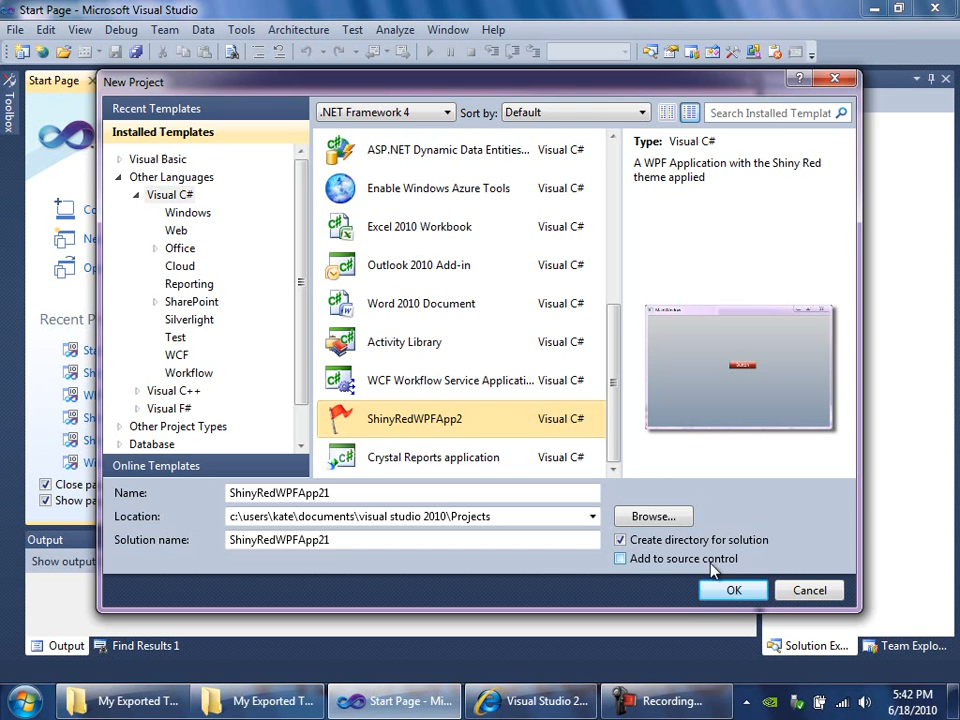 Start Page - Microsoft Visual Studio
File Edit View Debug Team Data Tools Architecture Test Analyze Window Help
Toolbox
Start Page
New Project
Recent Templates
Installed Templates
Visual Basic
Other Languages
Visual C#
Windows
Web
Office
Cloud
Reporting
SharePoint
Silverlight
Test
WCF
Workflow
Visual C++
Visual F#
Other Project Types
Database
Online Templates
.NET Framework 4
Sort by: Default
Search Installed Templat
ASP.NET Dynamic Data Entities... Visual C#
Enable Windows Azure Tools Visual C#
Excel 2010 Workbook Visual C#
Outlook 2010 Add-in Visual C#
Word 2010 Document Visual C#
Activity Library Visual C#
WCF Workflow Service Applicati... Visual C#
ShinyRedWPFApp2 Visual C#
Crystal Reports application Visual C#
Type: Visual C#
A WPF Application with the Shiny Red
theme applied
MainWindow
Name: ShinyRedWPFApp21
Location: c:\users\kate\documents\visual studio 2010\Projects
Browse...
Solution name: ShinyRedWPFApp21
Create directory for solution
Add to source control
OK
Cancel
Recent P
Close pa
Show pa
Output
Show outpu
Output
Find Results 1
Solution Ex...
Team Explo...
My Exported T...
My Exported T...
Start Page - Mi...
Visual Studio 2...
Recording...
5:42 PM
6/18/2010